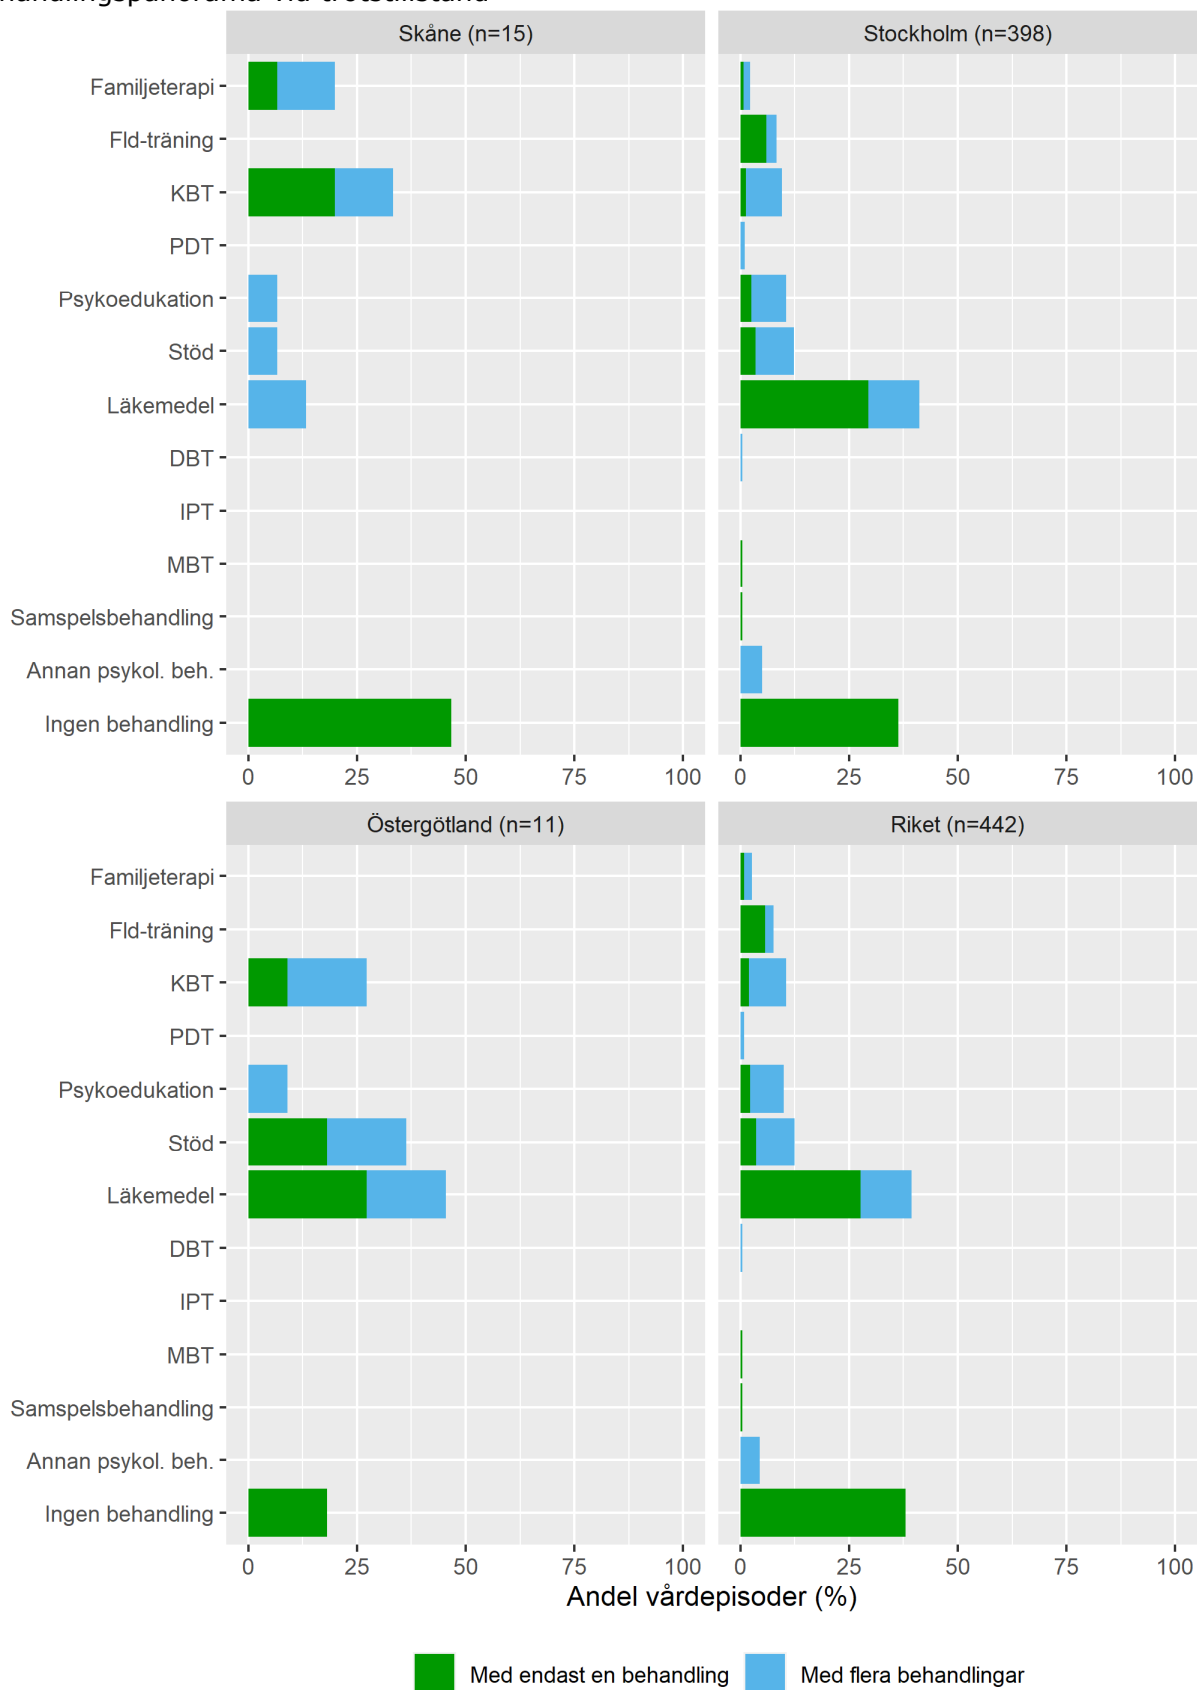 Skåne (n=15)
Stockholm (n=398)
Familjeterapi
Fld-träning
KBT
PDT
Psykoedukation
Stöd
Läkemedel
DBT
IPT
MBT
Samspelsbehandling
Annan psykol. beh.
Ingen behandling
0 25 50 75 100
0 25 50 75 100
Östergötland (n=11)
Riket (n=442)
Familjeterapi
Fld-träning
KBT
PDT
Psykoedukation
Stöd
Läkemedel
DBT
IPT
MBT
Samspelsbehandling
Annan psykol. beh.
Ingen behandling
0 25 50 75 100
0 25 50 75 100
Andel vårdepisoder (%)
Med endast en behandling
Med flera behandlingar